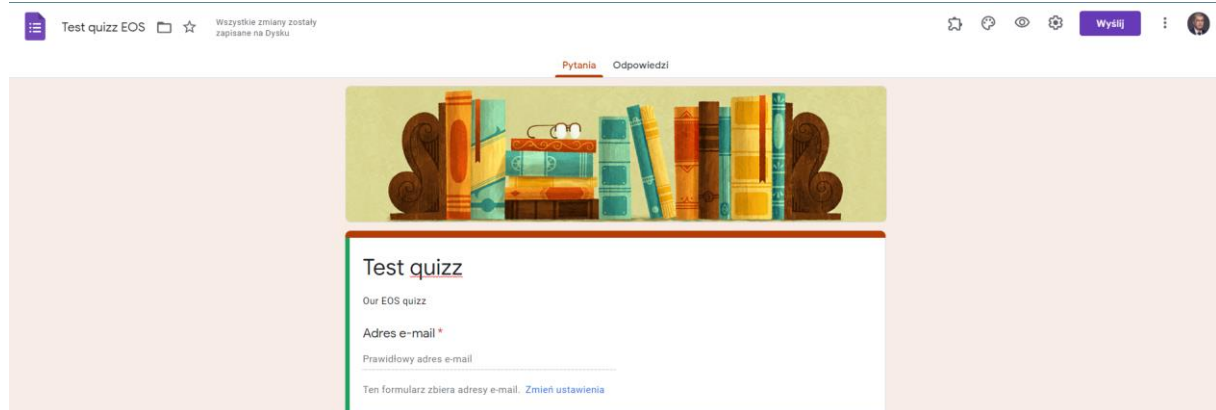 Test quizz EOS
Wszystkie zmiany zostały
zapisane na Dysku
Wyślij
Pytania Odpowiedzi
Test quizz
Our EOS quizz
Adres e-mail *
Prawidłowy adres e-mail
Ten formularz zbiera adresy e-mail. Zmień ustawienia